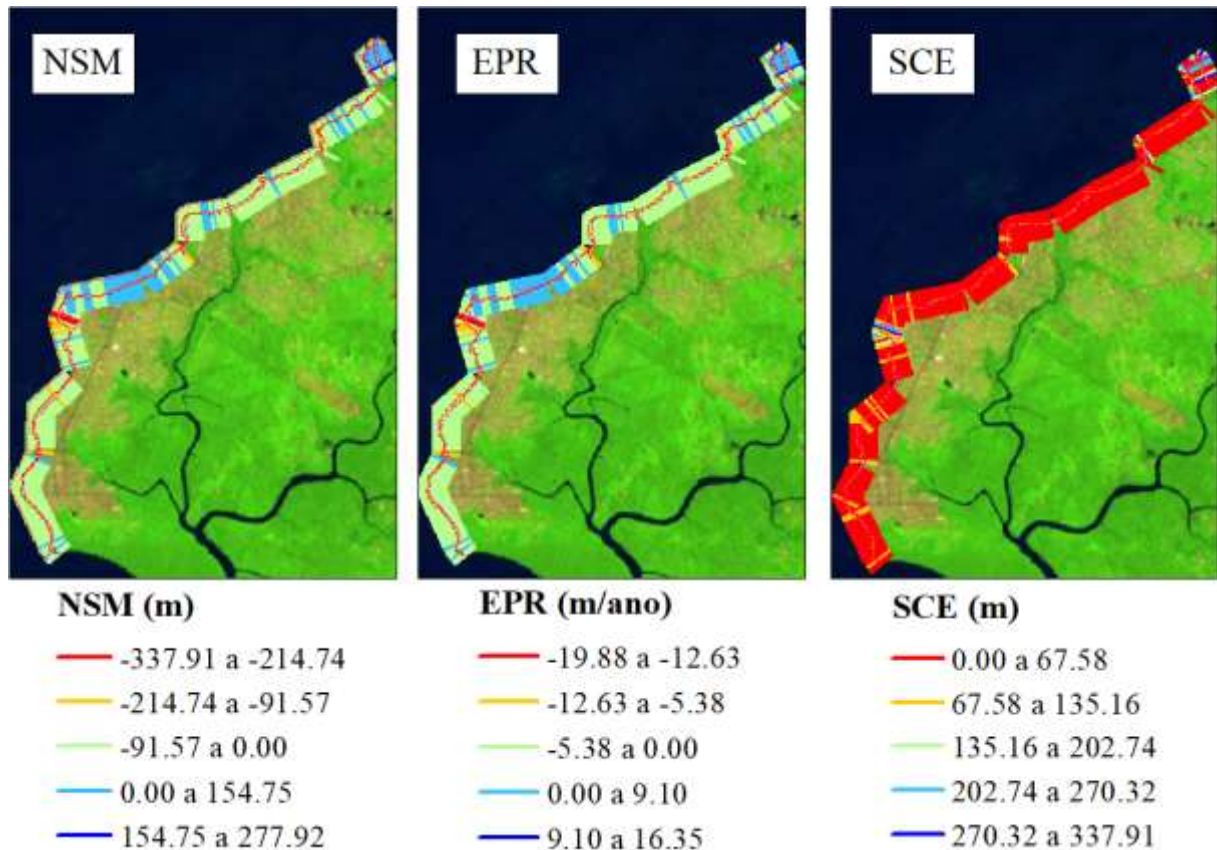 NSM
EPR
SCE
NSM (m)
-337.91 a -214.74
-214.74 a -91.57
-91.57 a 0.00
0.00 a 154.75
154.75 a 277.92
EPR (m/ano)
-19.88 a -12.63
-12.63 a -5.38
-5.38 a 0.00
0.00 a 9.10
9.10 a 16.35
SCE (m)
0.00 a 67.58
67.58 a 135.16
135.16 a 202.74
202.74 a 270.32
270.32 a 337.91